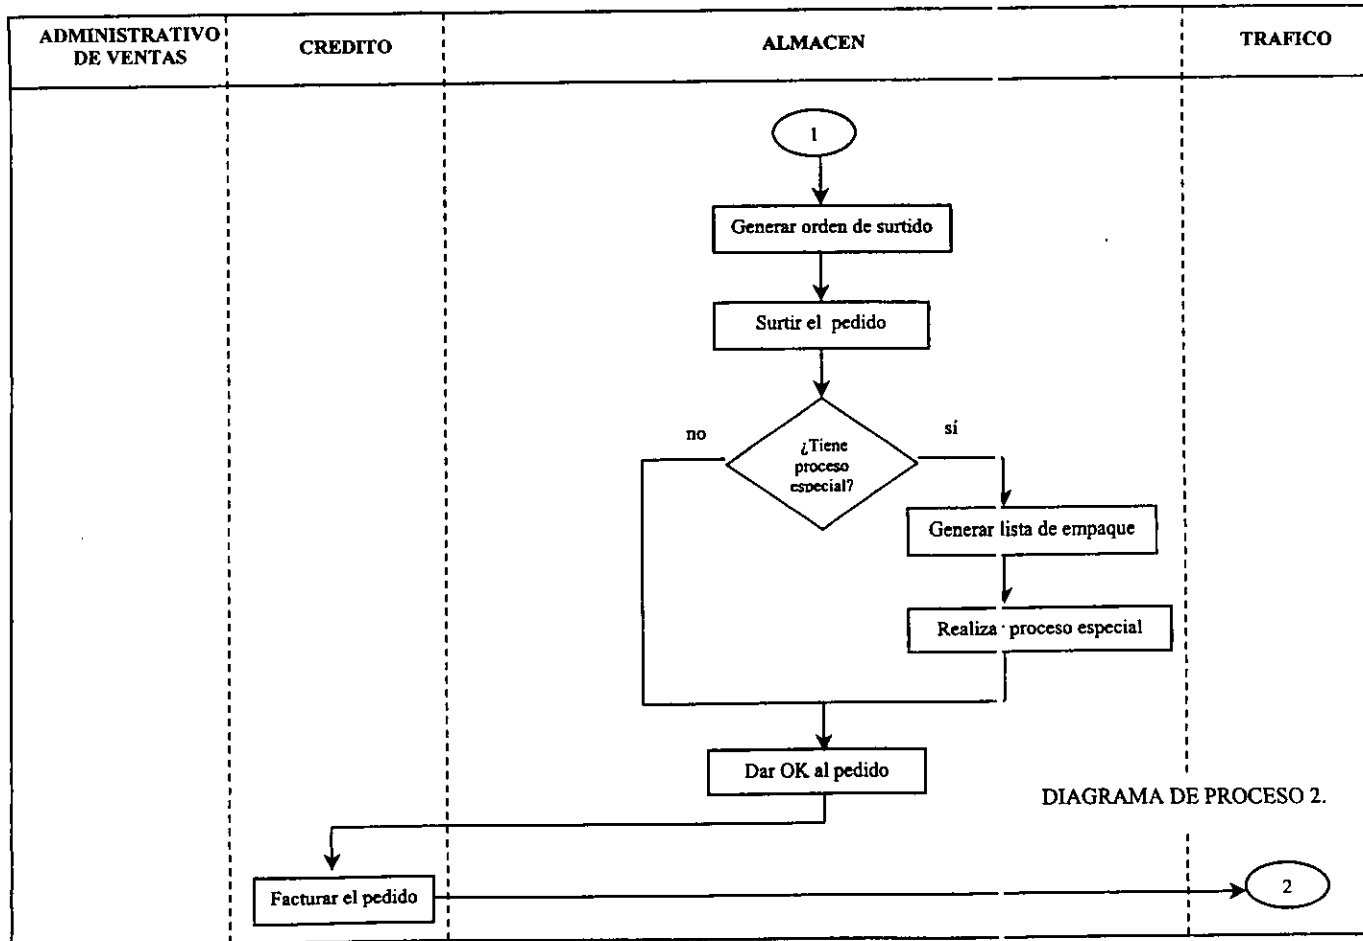 ADMINISTRATIVO
DE VENTAS
CREDITO
ALMACEN
TRAFICO
1
Generar orden de surtido
Surtir el pedido
no
¿Tiene
proceso
especial?
sí
Generar lista de empaque
Realizar proceso especial
Dar OK al pedido
DIAGRAMA DE PROCESO 2.
Facturar el pedido
2